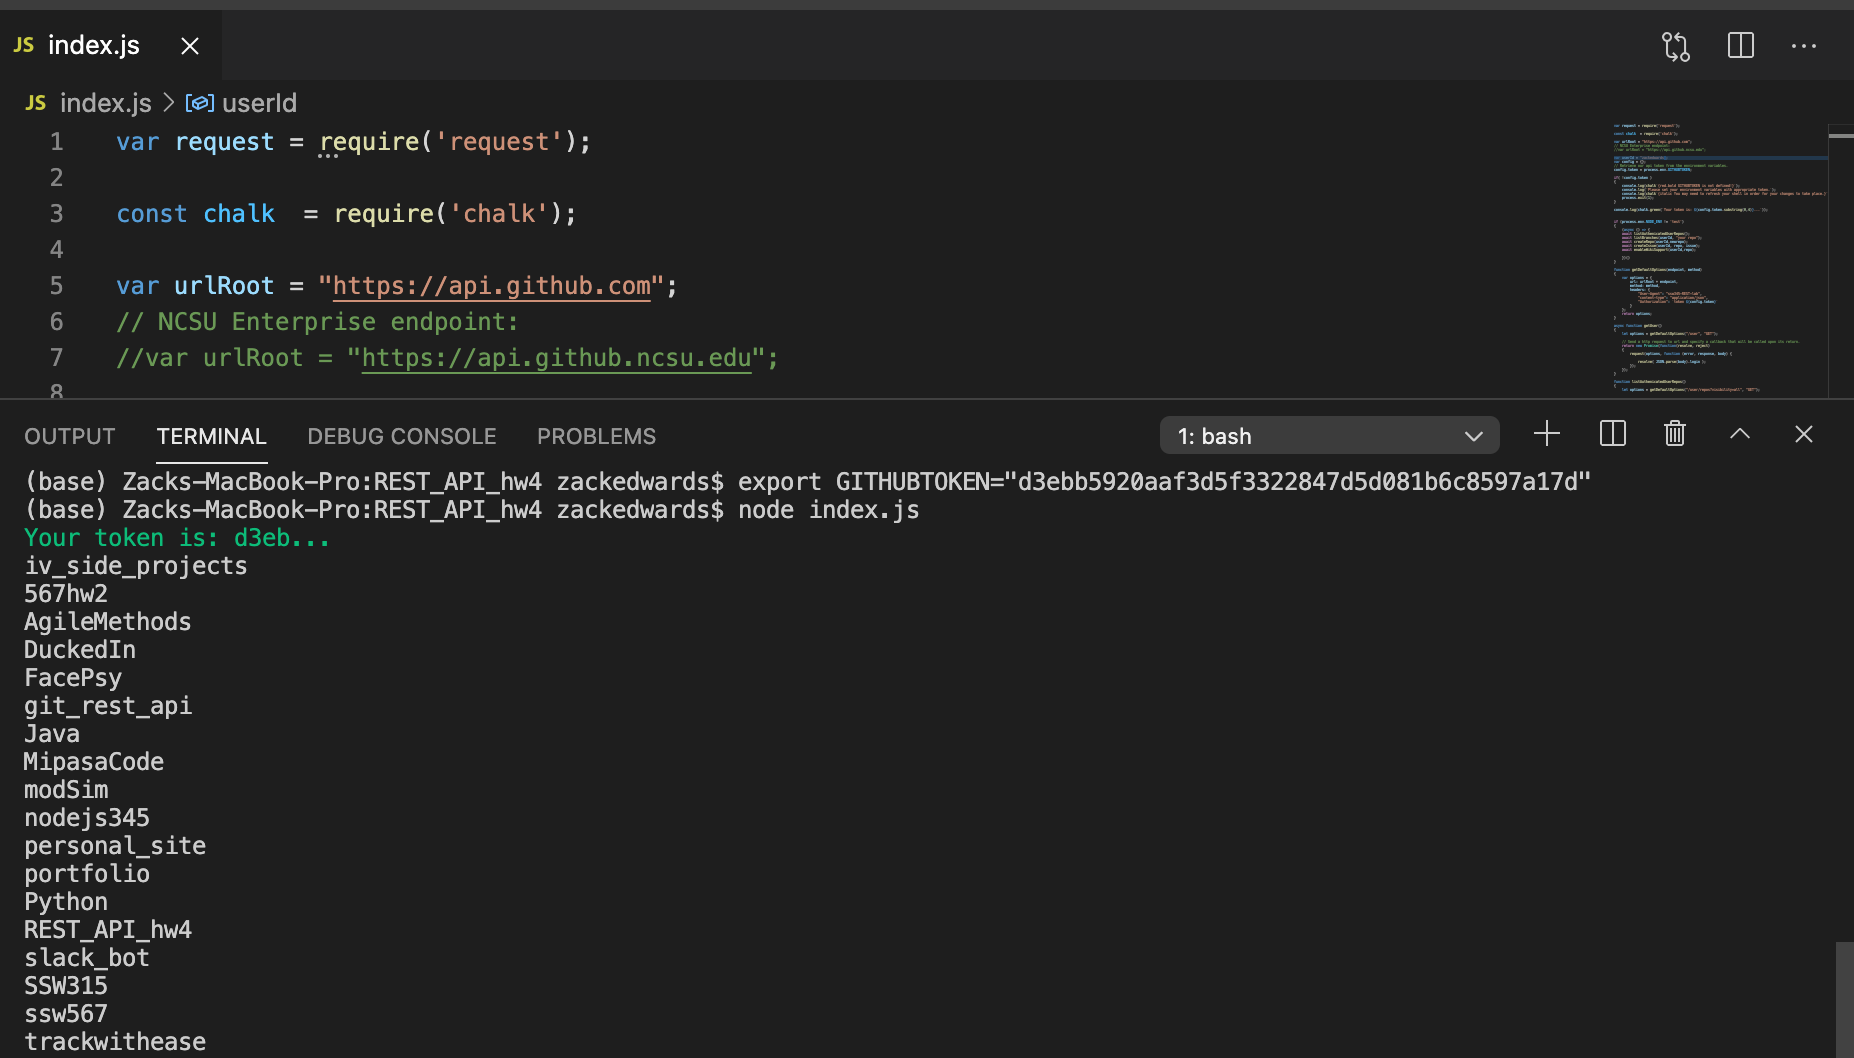 JS index.js
JS index.js > userId
1 var request = require('request');
2
3 const chalk  = require('chalk');
4
5 var urlRoot = "https://api.github.com";
6 // NCSU Enterprise endpoint:
7 //var urlRoot = "https://api.github.ncsu.edu";
8
OUTPUT TERMINAL DEBUG CONSOLE PROBLEMS 1: bash
(base) Zacks-MacBook-Pro:REST_API_hw4 zackedwards$ export GITHUBTOKEN="d3ebb5920aaf3d5f3322847d5d081b6c8597a17d"
(base) Zacks-MacBook-Pro:REST_API_hw4 zackedwards$ node index.js
Your token is: d3eb...
iv_side_projects
567hw2
AgileMethods
DuckedIn
FacePsy
git_rest_api
Java
MipasaCode
modSim
nodejs345
personal_site
portfolio
Python
REST_API_hw4
slack_bot
SSW315
ssw567
trackwithease